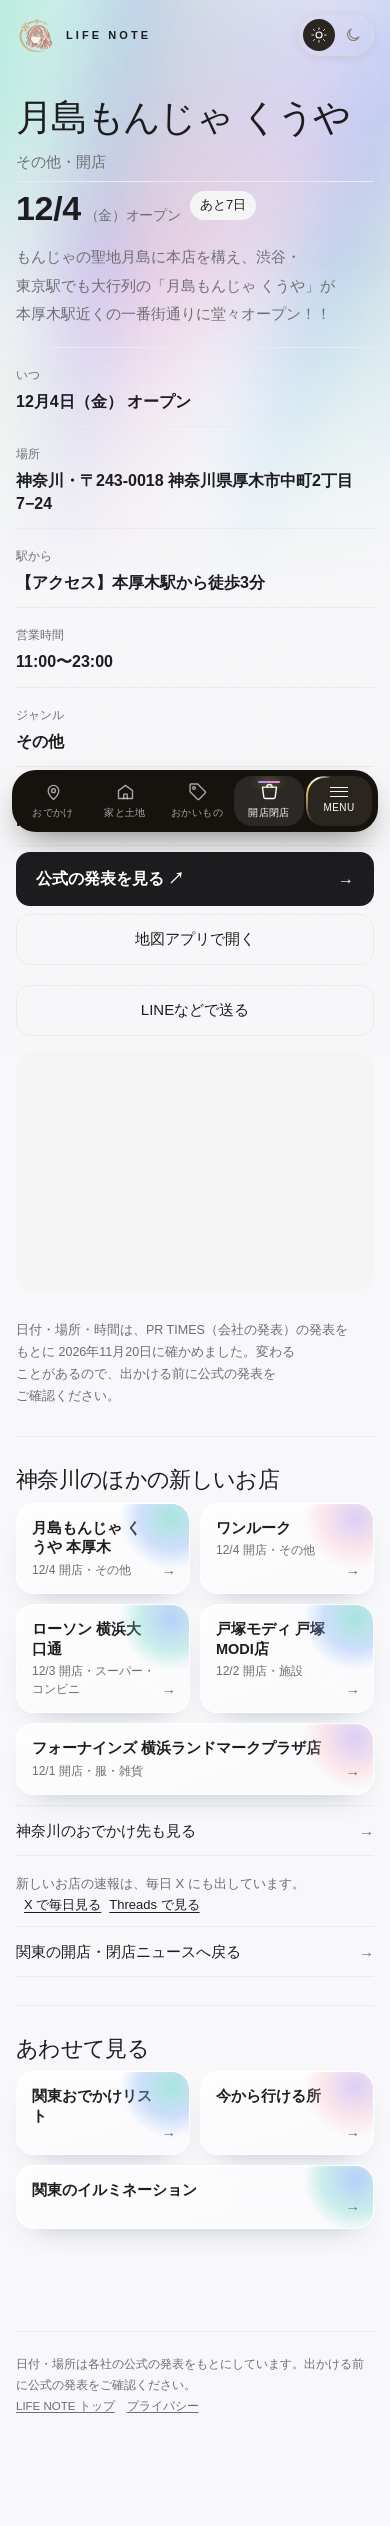 LIFE NOTE
月島もんじゃ くうや
その他・開店
12/4（金）オープン あと7日
もんじゃの聖地月島に本店を構え、渋谷・
東京駅でも大行列の「月島もんじゃ くうや」が
本厚木駅近くの一番街通りに堂々オープン！！
いつ
12月4日（金） オープン
場所
神奈川・〒243-0018 神奈川県厚木市中町2丁目
7−24
駅から
【アクセス】本厚木駅から徒歩3分
営業時間
11:00〜23:00
ジャンル
その他
おでかけ 家と土地 おかいもの 開店閉店 MENU
公式の発表を見る ↗ →
地図アプリで開く
LINEなどで送る
日付・場所・時間は、PR TIMES（会社の発表）の発表を
もとに 2026年11月20日に確かめました。変わる
ことがあるので、出かける前に公式の発表を
ご確認ください。
神奈川のほかの新しいお店
月島もんじゃ く
うや 本厚木
12/4 開店・その他 →
ワンルーク
12/4 開店・その他
→
ローソン 横浜大
口通
12/3 開店・スーパー・
コンビニ →
戸塚モディ 戸塚
MODI店
12/2 開店・施設
→
フォーナインズ 横浜ランドマークプラザ店
12/1 開店・服・雑貨 →
神奈川のおでかけ先も見る →
新しいお店の速報は、毎日 X にも出しています。
X で毎日見る Threads で見る
関東の開店・閉店ニュースへ戻る →
あわせて見る
関東おでかけリス
ト
→
今から行ける所
→
関東のイルミネーション
→
日付・場所は各社の公式の発表をもとにしています。出かける前
に公式の発表をご確認ください。
LIFE NOTE トップ プライバシー